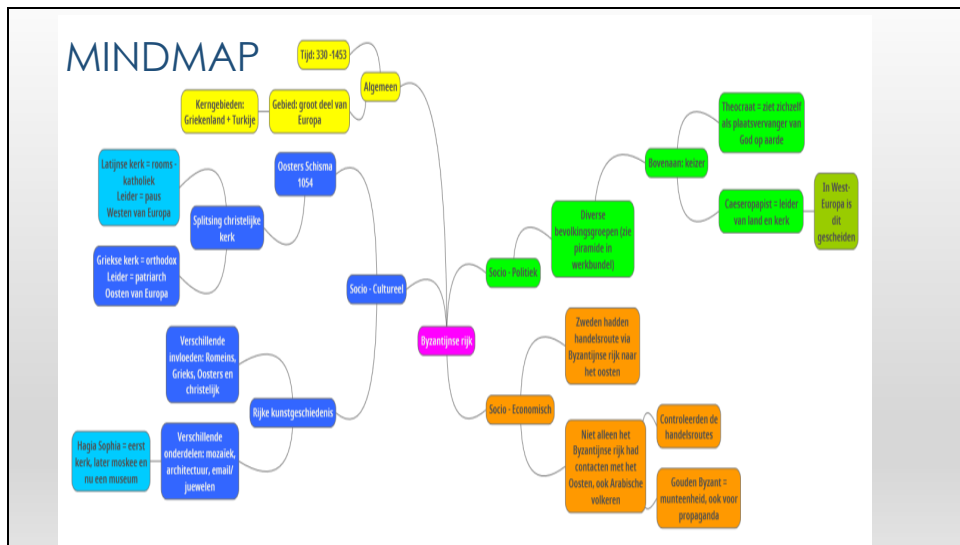 MINDMAP
Tijd: 330 -1453
Algemeen
Kerngebieden:
Griekenland + Turkije
Gebied: groot deel van
Europa
Latijnse kerk = rooms -
katholiek
Leider = paus
Westen van Europa
Oosters Schisma
1054
Splitsing christelijke
kerk
Griekse kerk = orthodox
Leider = patriarch
Oosten van Europa
Socio - Cultureel
Verschillende
invloeden: Romeins,
Grieks, Oosters en
christelijk
Rijke kunstgeschiedenis
Hagia Sophia = eerst
kerk, later moskee en
nu een museum
Verschillende
onderdelen: mozaïek,
architectuur, email/
juewelen
Byzantijnse rijk
Socio - Politiek
Diverse
bevolkingsgroepen (zie
piramide in
werkbundel)
Bovenaan: keizer
Theocraat = ziet zichzelf
als plaatsvervanger van
God op aarde
Caeseropapist = leider
van land en kerk
In West-
Europa is
dit
gescheiden
Socio - Economisch
Zweden hadden
handelsroute via
Byzantijnse rijk naar
het oosten
Niet alleen het
Byzantijnse rijk had
contacten met het
Oosten, ook Arabische
volkeren
Controleerden de
handelsroutes
Gouden Byzant =
munteenheid, ook voor
propaganda